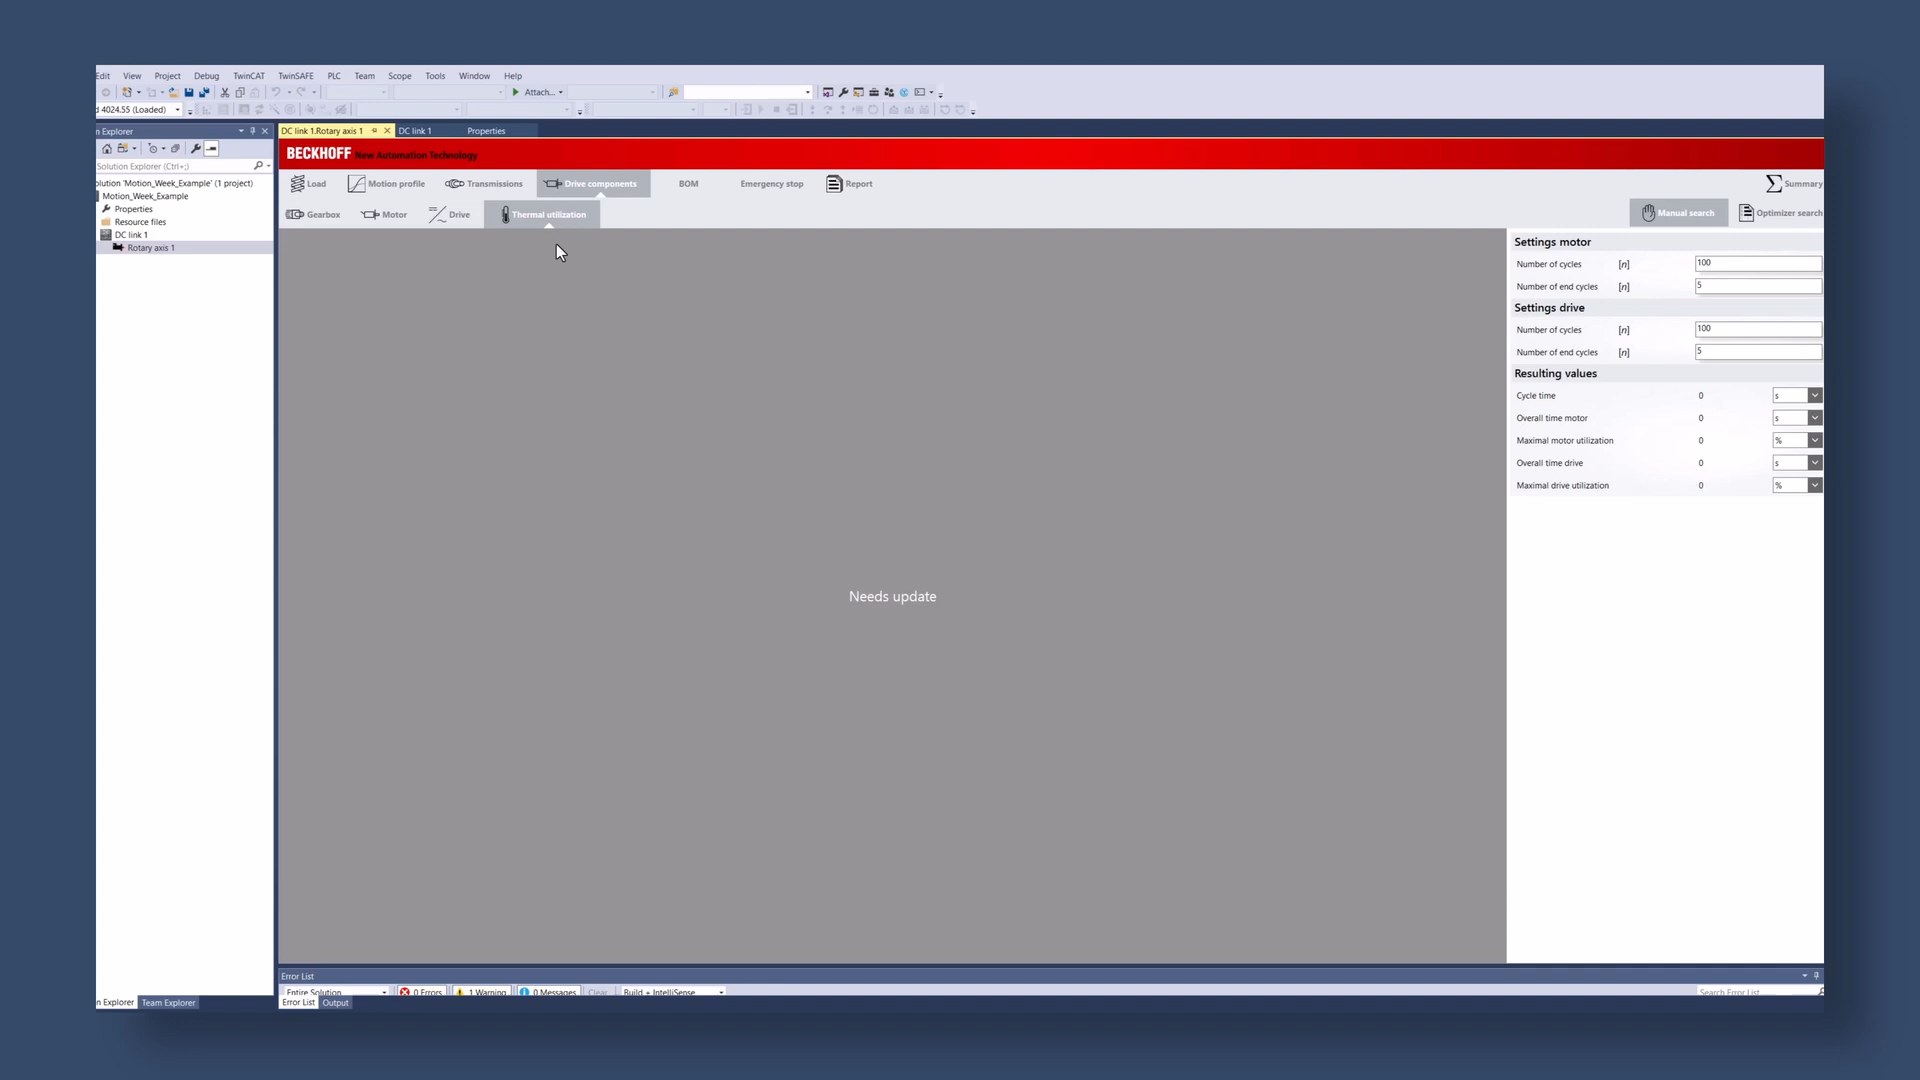 Edit View Project Debug TwinCAT TwinSAFE PLC Team Scope Tools Window Help
Attach...
4024.55 (Loaded)
n Explorer
DC link 1.Rotary axis 1 DC link 1 Properties
BECKHOFF New Automation Technology
Solution Explorer (Ctrl+;)
olution 'Motion_Week_Example' (1 project)
Motion_Week_Example
Properties
Resource files
DC link 1
Rotary axis 1
Load Motion profile Transmissions Drive components BOM Emergency stop Report Summary
Gearbox Motor Drive Thermal utilization Manual search Optimizer search
Settings motor
Number of cycles [n] 100
Number of end cycles [n] 5
Settings drive
Number of cycles [n] 100
Number of end cycles [n] 5
Resulting values
Cycle time 0 s
Overall time motor 0 s
Maximal motor utilization 0 %
Overall time drive 0 s
Maximal drive utilization 0 %
Needs update
Error List
Entire Solution 0 Errors 1 Warning 0 Messages Clear Build + IntelliSense Search Error List
n Explorer Team Explorer Error List Output